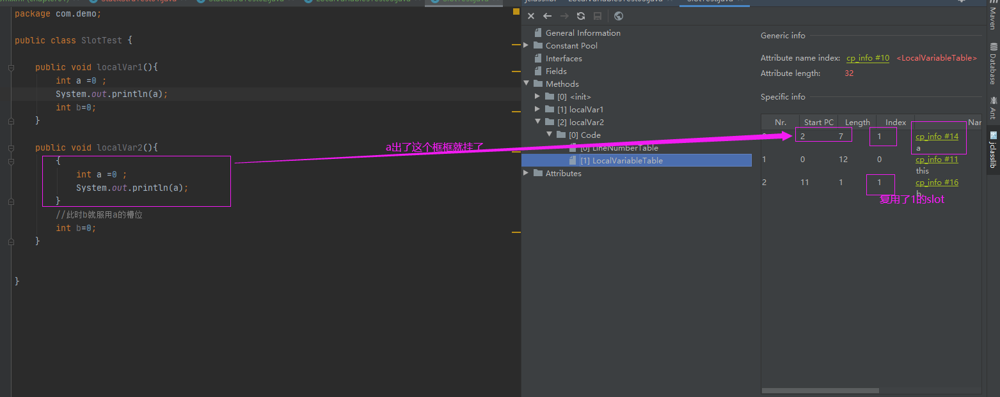 package com.demo;
public class SlotTest {
public void localVar1(){
int a =0 ;
System.out.println(a);
int b=0;
}
public void localVar2(){
{
int a =0 ;
System.out.println(a);
}
//此时b就服用a的槽位
int b=0;
}
}
a出了这个框框就挂了
General Information
Constant Pool
Interfaces
Fields
Methods
[0] <init>
[1] localVar1
[2] localVar2
[0] Code
[0] LineNumberTable
[1] LocalVariableTable
Attributes
Generic info
Attribute name index: cp_info #10 <LocalVariableTable>
Attribute length: 32
Specific info
Nr. Start PC Length Index Nar
2 7 1 cp_info #14
a
1 0 12 0 cp_info #11
this
2 11 1 1 cp_info #16
b
复用了1的slot
Maven
Database
Ant
jclasslib